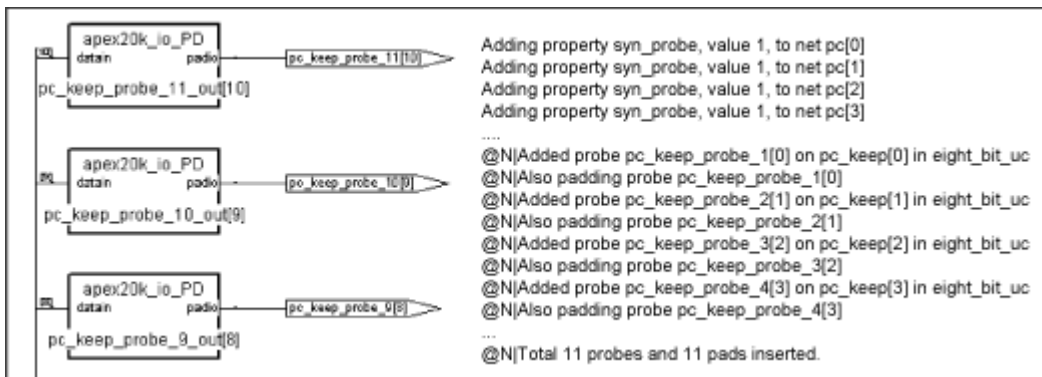 apex20k_io_PD
datain padio
pc_keep_probe_11[10]
pc_keep_probe_11_out[10]
apex20k_io_PD
datain padio
pc_keep_probe_10[9]
pc_keep_probe_10_out[9]
apex20k_io_PD
datain padio
pc_keep_probe_9[8]
pc_keep_probe_9_out[8]
Adding property syn_probe, value 1, to net pc[0]
Adding property syn_probe, value 1, to net pc[1]
Adding property syn_probe, value 1, to net pc[2]
Adding property syn_probe, value 1, to net pc[3]
....
@N|Added probe pc_keep_probe_1[0] on pc_keep[0] in eight_bit_uc
@N|Also padding probe pc_keep_probe_1[0]
@N|Added probe pc_keep_probe_2[1] on pc_keep[1] in eight_bit_uc
@N|Also padding probe pc_keep_probe_2[1]
@N|Added probe pc_keep_probe_3[2] on pc_keep[2] in eight_bit_uc
@N|Also padding probe pc_keep_probe_3[2]
@N|Added probe pc_keep_probe_4[3] on pc_keep[3] in eight_bit_uc
@N|Also padding probe pc_keep_probe_4[3]
...
@N|Total 11 probes and 11 pads inserted.